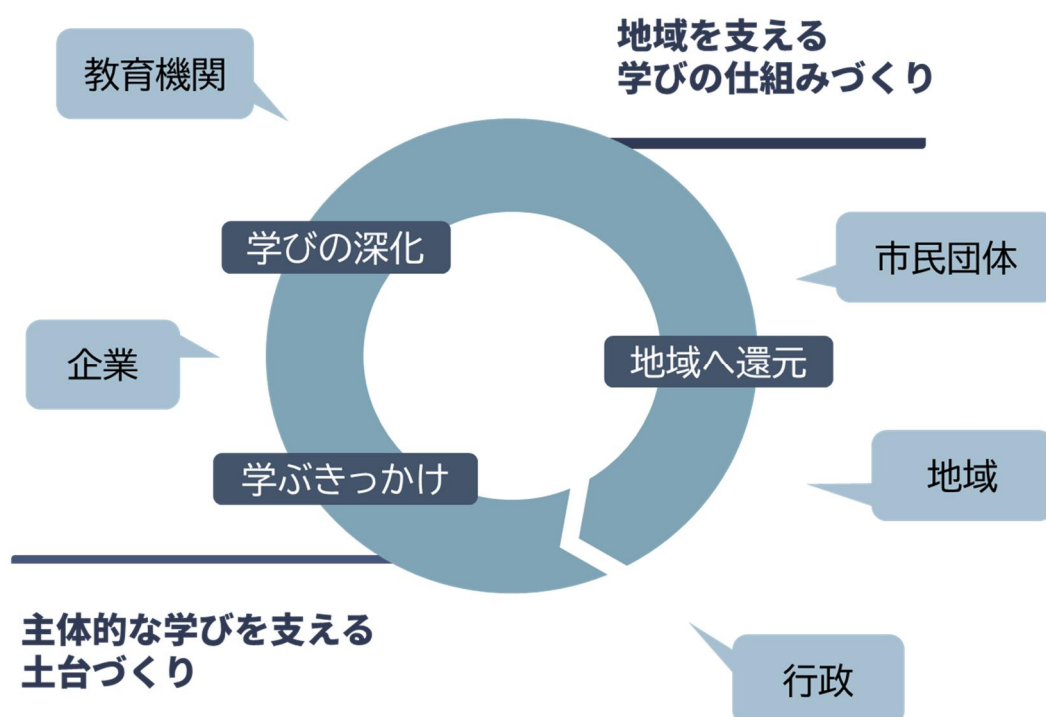 教育機関
地域を支える
学びの仕組みづくり
学びの深化
市民団体
企業
地域へ還元
学ぶきっかけ
地域
主体的な学びを支える
土台づくり
行政